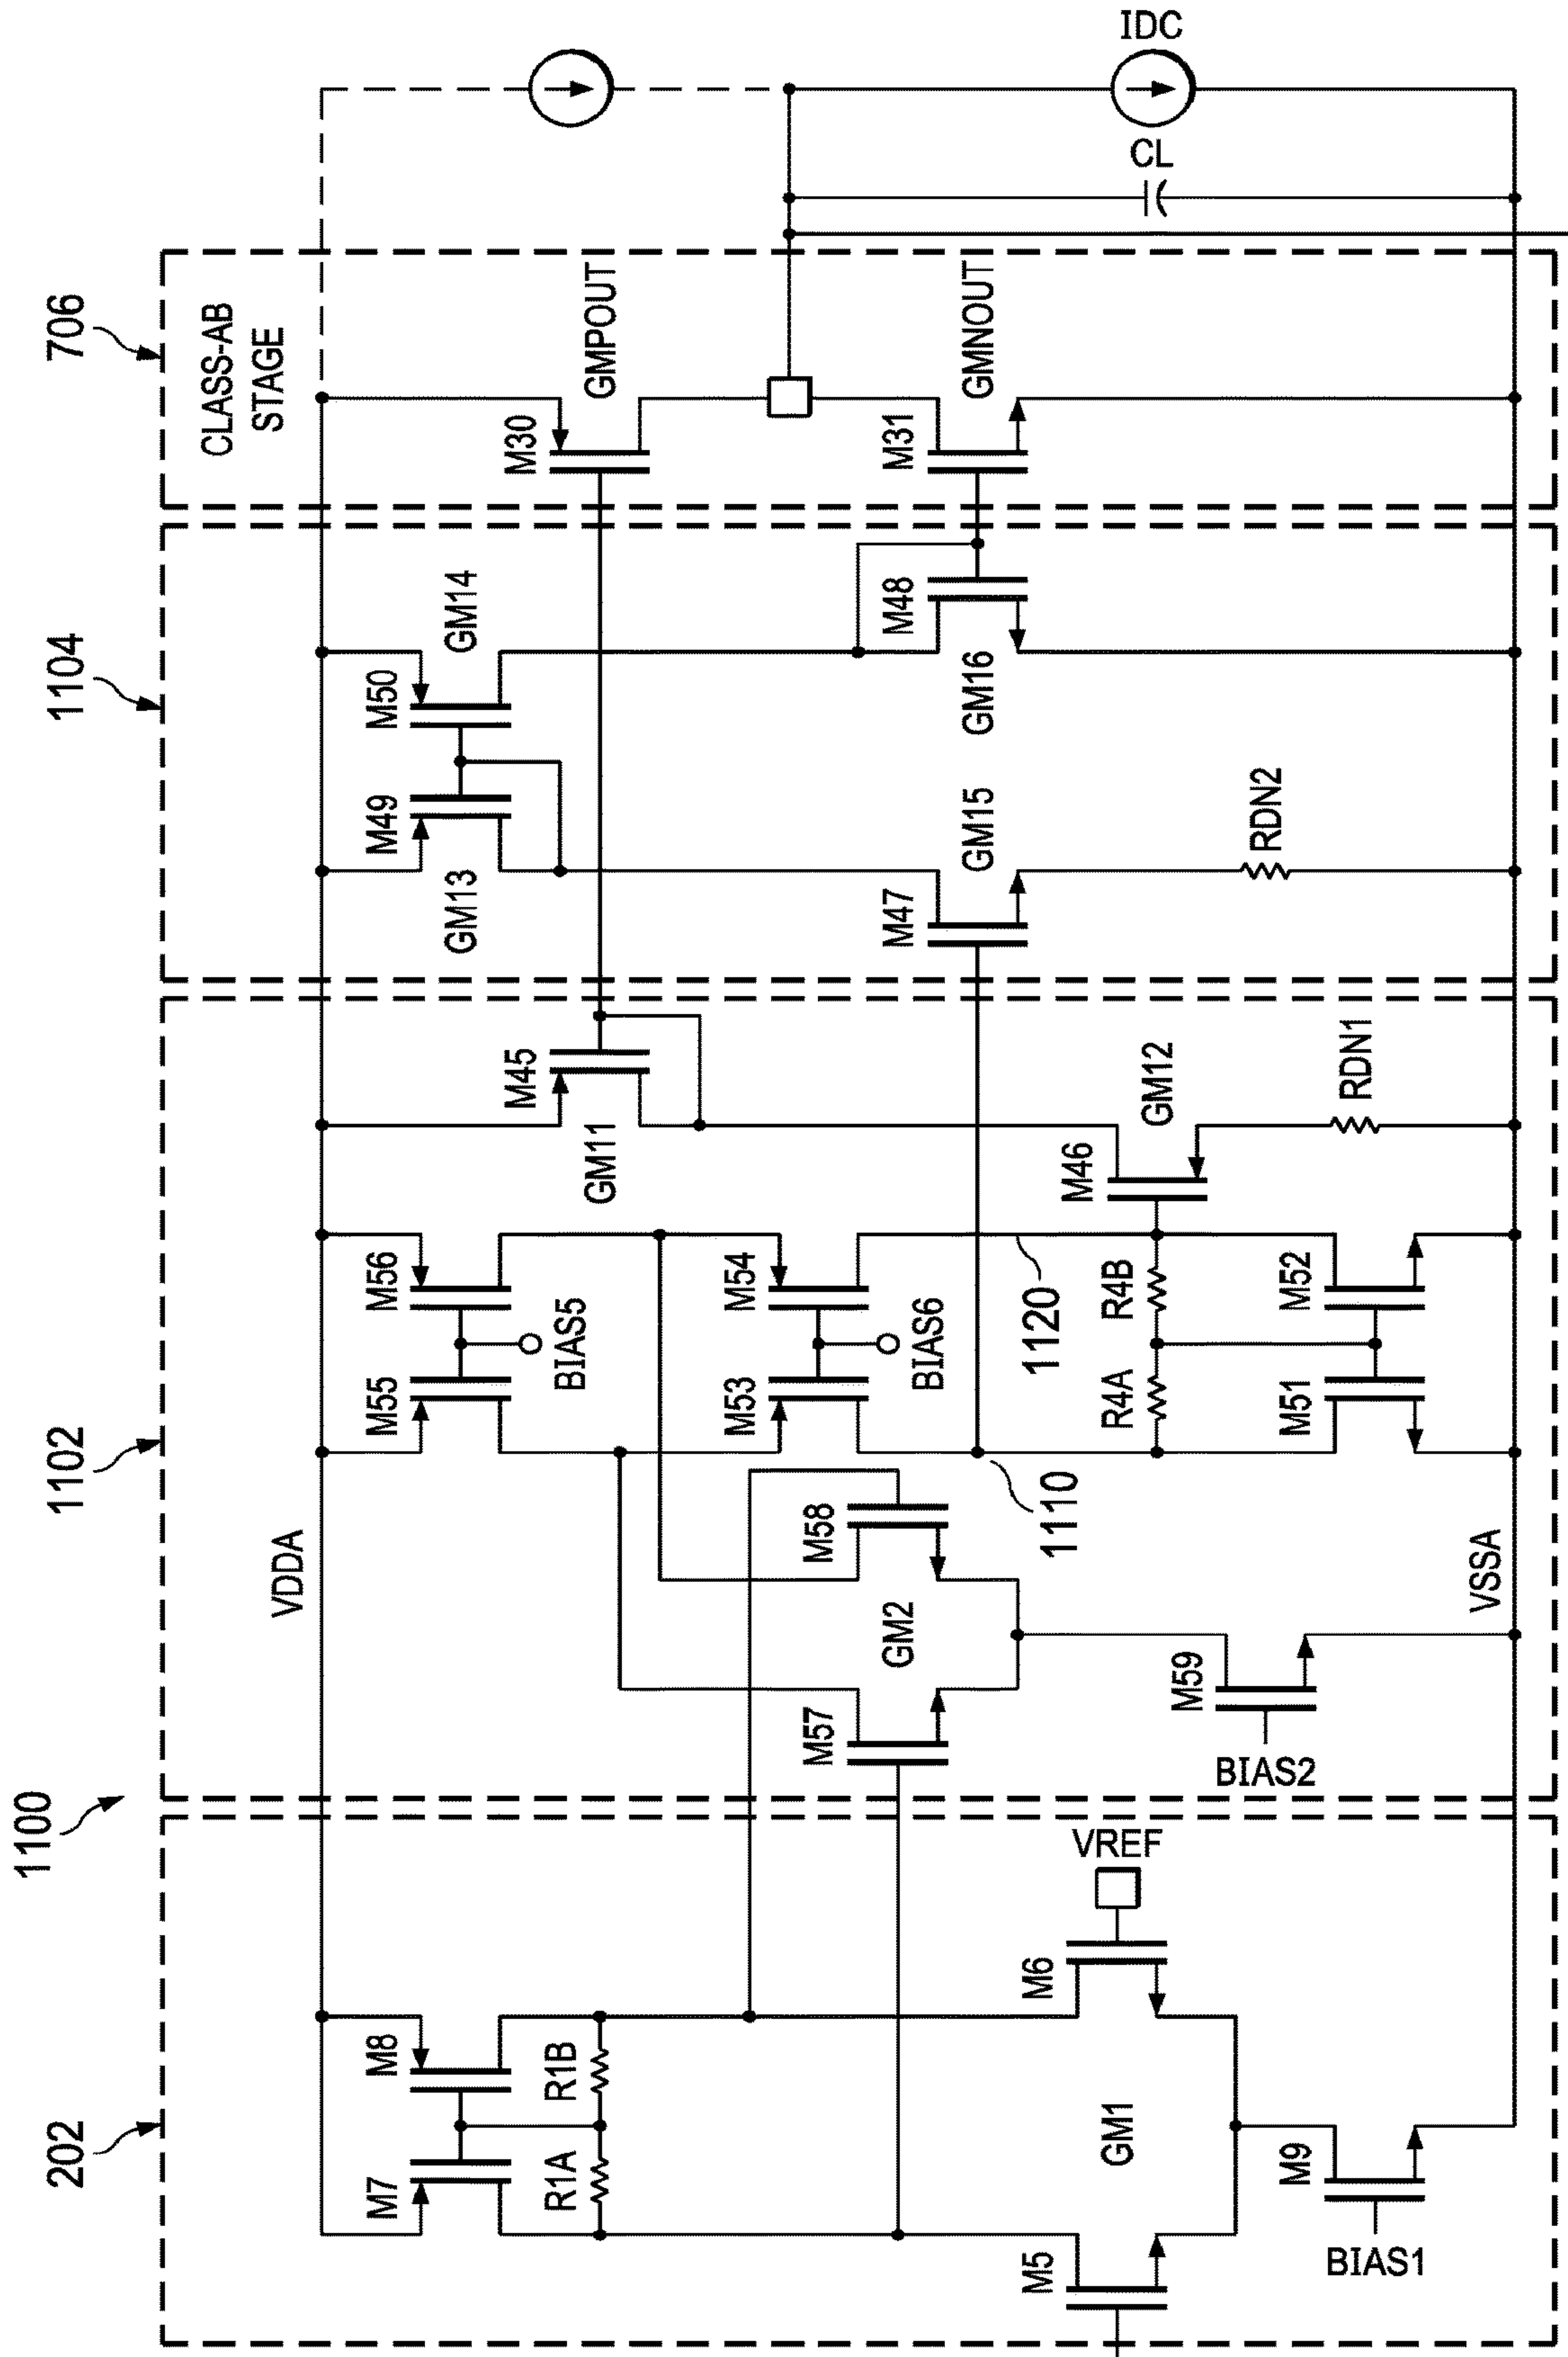 1100
202
1102
1104
706
CLASS-AB
STAGE
VDDA
VSSA
M7
M8
R1A
R1B
M5
M6
GM1
VREF
M9
BIAS1
M57
M58
GM2
M59
BIAS2
M55
M56
BIAS5
M53
M54
BIAS6
1110
1120
R4A
R4B
M51
M52
M45
GM11
M46
GM12
RDN1
M49
M50
GM13
GM14
M47
GM15
RDN2
M48
GM16
M30
GMPOUT
M31
GMNOUT
CL
IDC